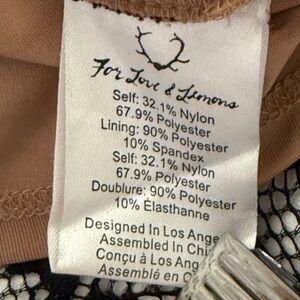 For Love & Lemons
Self: 32.1% Nylon
67.9% Polyester
Lining: 90% Polyester
10% Spandex
Self: 32.1% Nylon
67.9% Polyester
Doublure: 90% Polyester
10% Élasthanne
Designed In Los Ange
Assembled In Chi
Conçu à Los Ang
Assemblé en C